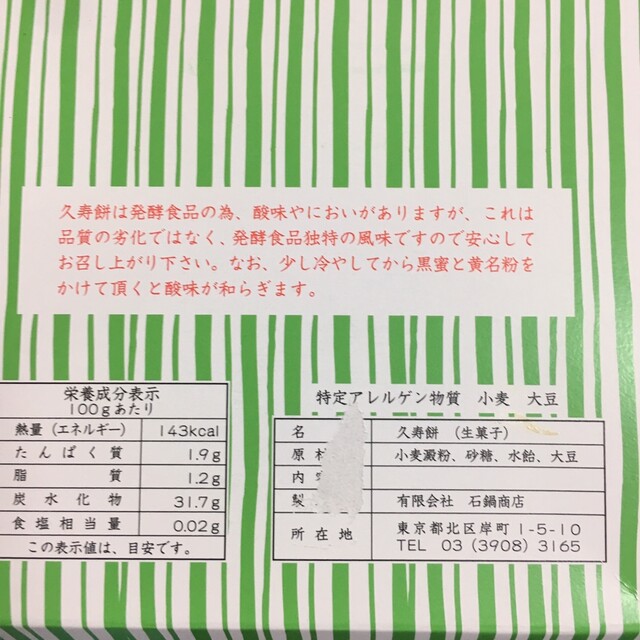 久寿餅は発酵食品の為、酸味やにおいがありますが、これは
品質の劣化ではなく、発酵食品独特の風味ですので安心して
お召し上がり下さい。なお、少し冷やしてから黒蜜と黄名粉を
かけて頂くと酸味が和らぎます。
栄養成分表示
100gあたり
熱量(エネルギー) 143kcal
たんぱく質 1.9g
脂質 1.2g
炭水化物 31.7g
食塩相当量 0.02g
この表示値は、目安です。
特定アレルゲン物質 小麦 大豆
名 久寿餅 (生菓子)
原材 小麦澱粉、砂糖、水飴、大豆
内容
製 有限会社 石鍋商店
所在地 東京都北区岸町1-5-10
TEL 03 (3908) 3165